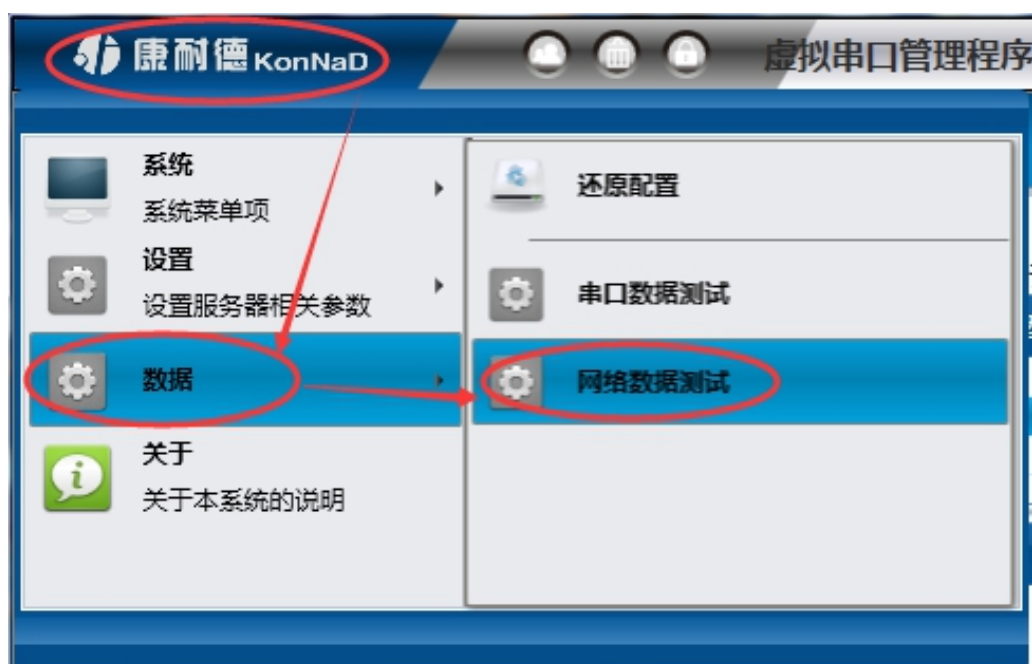 康耐德 KonNaD
虚拟串口管理程序
系统
系统菜单项
设置
设置服务器相关参数
数据
关于
关于本系统的说明
还原配置
串口数据测试
网络数据测试